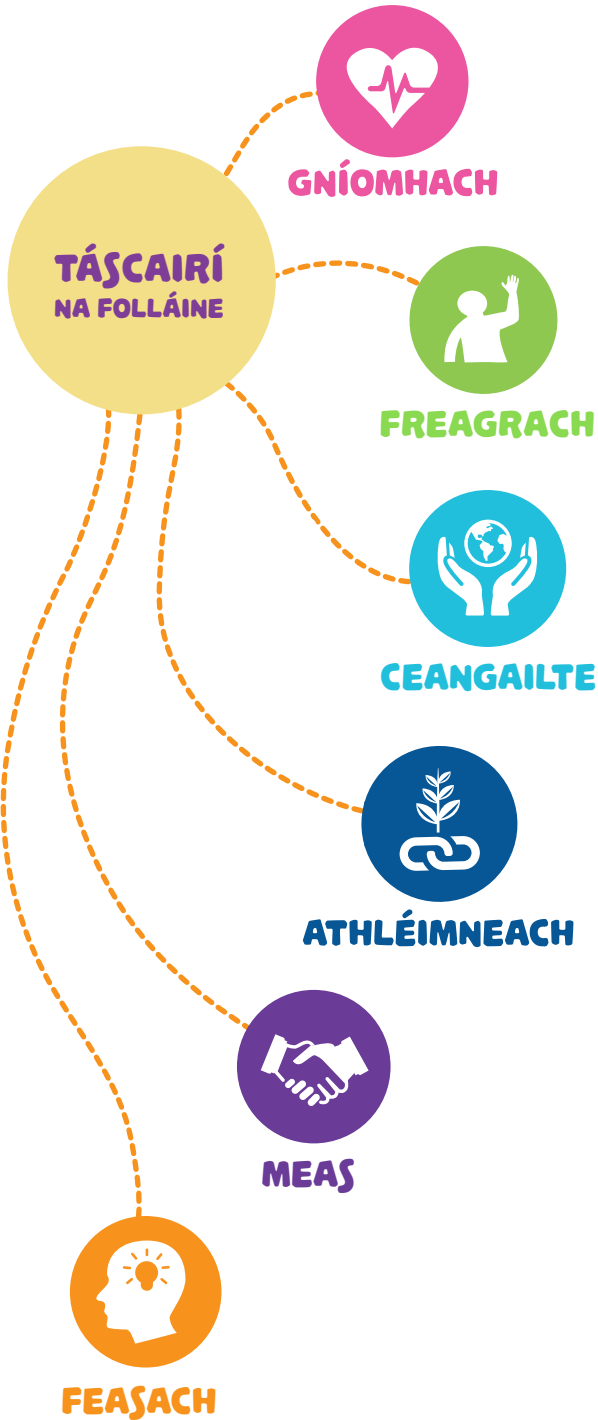 TÁSCAIRÍ
NA FOLLÁINE
GNÍOMHACH
FREAGRACH
CEANGAILTE
ATHLÉIMNEACH
MEAS
FEASACH